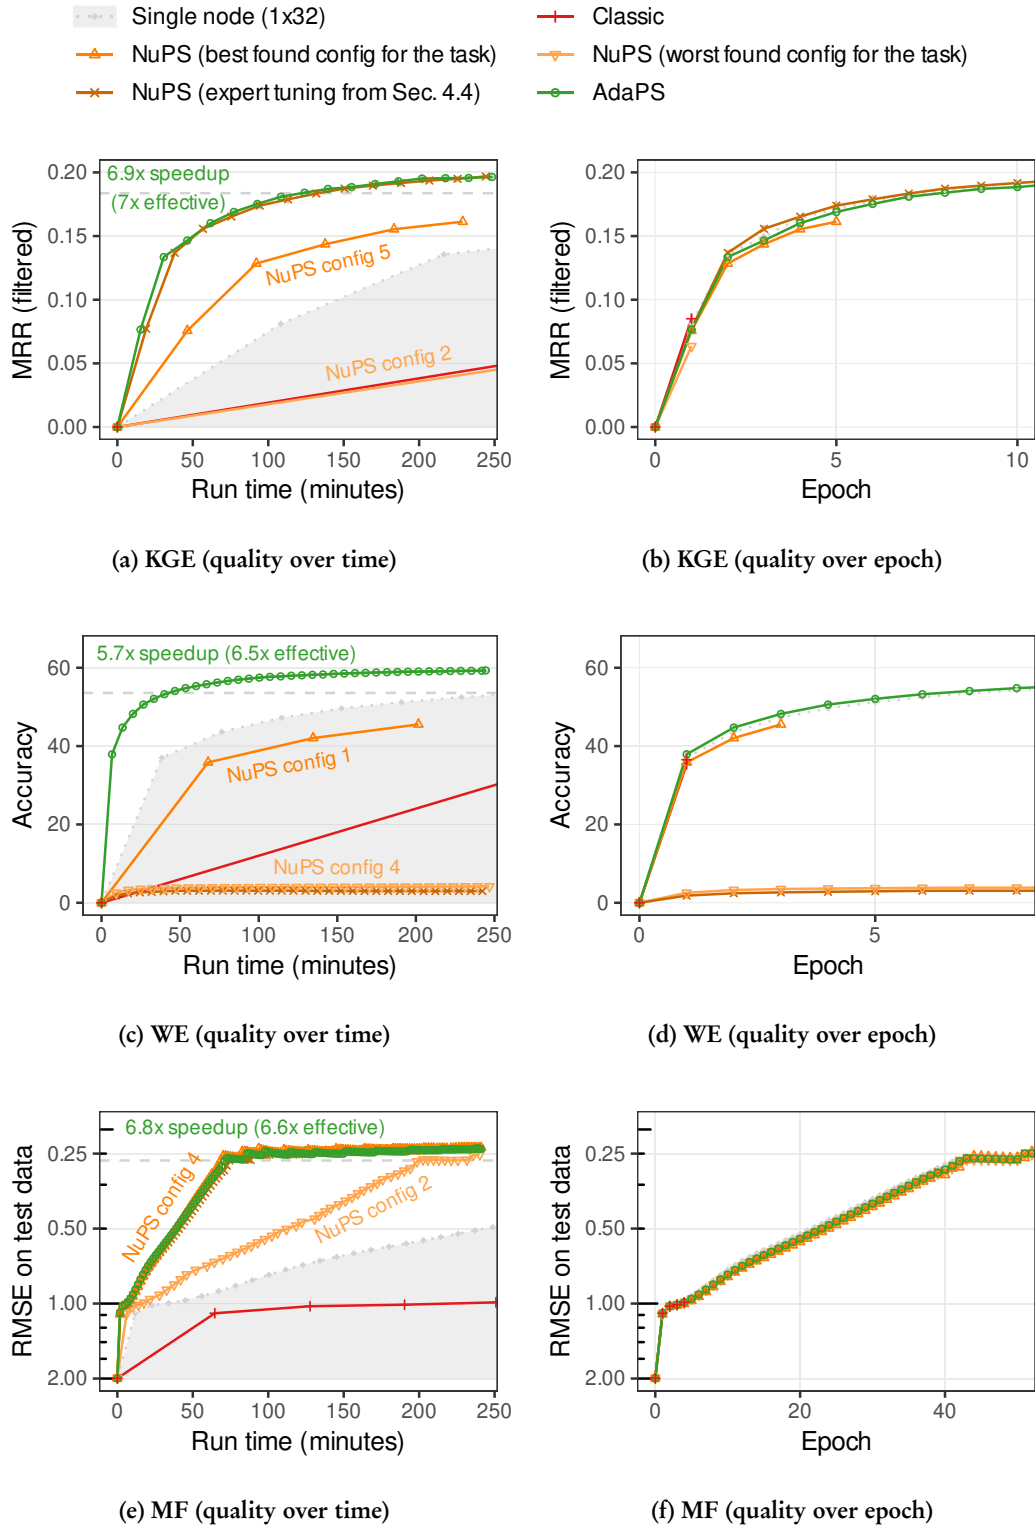 Single node (1x32)
Classic
NuPS (best found config for the task)
NuPS (worst found config for the task)
NuPS (expert tuning from Sec. 4.4)
AdaPS
0.20
0.15
0.10
0.05
0.00
MRR (filtered)
6.9x speedup
(7x effective)
NuPS config 5
NuPS config 2
0 50 100 150 200 250
Run time (minutes)
(a) KGE (quality over time)
0.20
0.15
0.10
0.05
0.00
MRR (filtered)
0 5 10
Epoch
(b) KGE (quality over epoch)
60
40
20
0
Accuracy
5.7x speedup (6.5x effective)
NuPS config 1
NuPS config 4
0 50 100 150 200 250
Run time (minutes)
(c) WE (quality over time)
60
40
20
0
Accuracy
0 5
Epoch
(d) WE (quality over epoch)
0.25
0.50
1.00
2.00
RMSE on test data
6.8x speedup (6.6x effective)
NuPS config 4
NuPS config 2
0 50 100 150 200 250
Run time (minutes)
(e) MF (quality over time)
0.25
0.50
1.00
2.00
RMSE on test data
0 20 40
Epoch
(f) MF (quality over epoch)